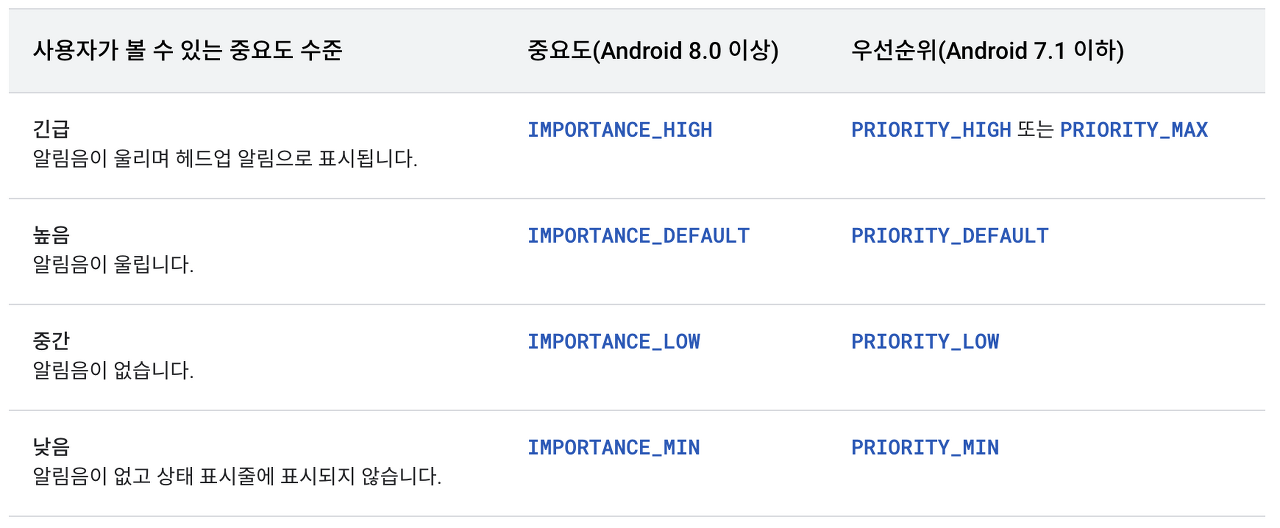 사용자가 볼 수 있는 중요도 수준 중요도(Android 8.0 이상) 우선순위(Android 7.1 이하)
긴급 IMPORTANCE_HIGH PRIORITY_HIGH 또는 PRIORITY_MAX
알림음이 울리며 헤드업 알림으로 표시됩니다.
높음 IMPORTANCE_DEFAULT PRIORITY_DEFAULT
알림음이 울립니다.
중간 IMPORTANCE_LOW PRIORITY_LOW
알림음이 없습니다.
낮음 IMPORTANCE_MIN PRIORITY_MIN
알림음이 없고 상태 표시줄에 표시되지 않습니다.